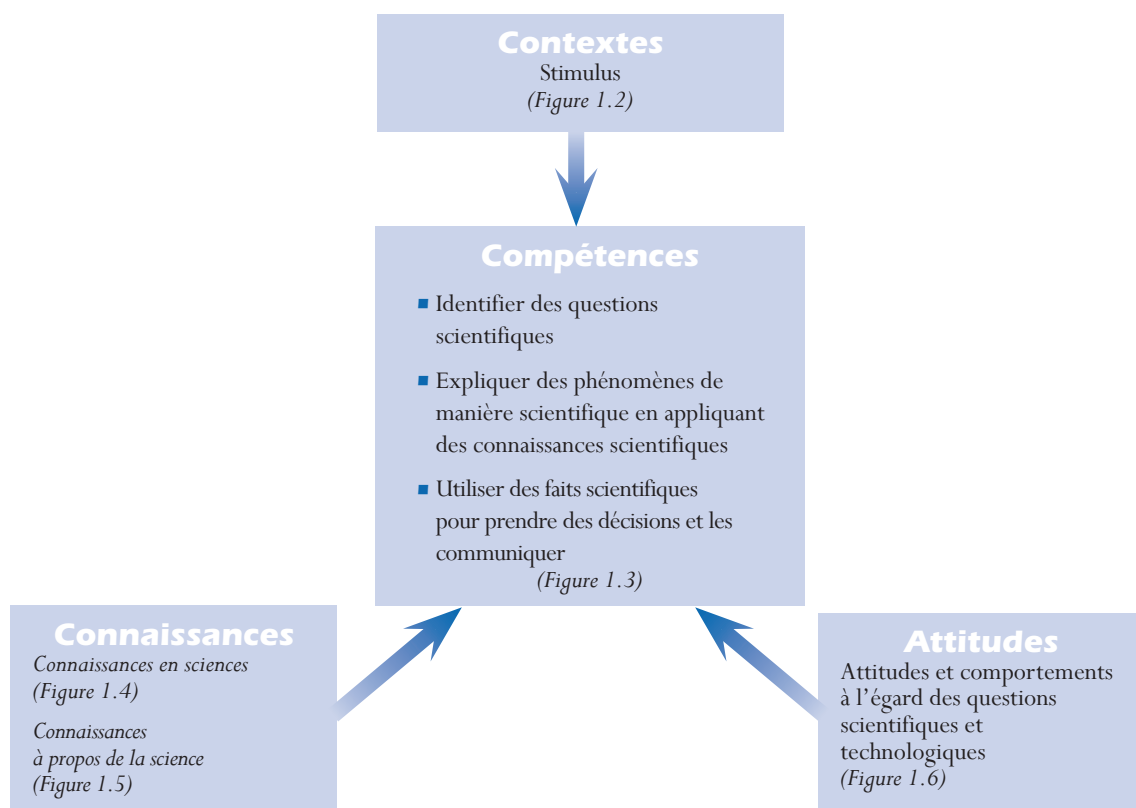 Contextes
Stimulus
(Figure 1.2)
Compétences
Identifier des questions
scientifiques
Expliquer des phénomènes de
manière scientifique en appliquant
des connaissances scientifiques
Utiliser des faits scientifiques
pour prendre des décisions et les
communiquer
(Figure 1.3)
Connaissances
Connaissances en sciences
(Figure 1.4)
Connaissances
à propos de la science
(Figure 1.5)
Attitudes
Attitudes et comportements
à l’égard des questions
scientifiques et
technologiques
(Figure 1.6)